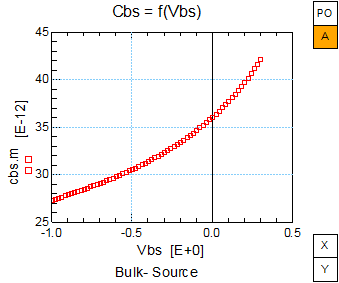 Cbs = f(Vbs)
PO
A
45
40
35
30
25
cbs.m [E-12]
-1.0
-0.5
0.0
0.5
Vbs [E+0]
Bulk- Source
X
Y